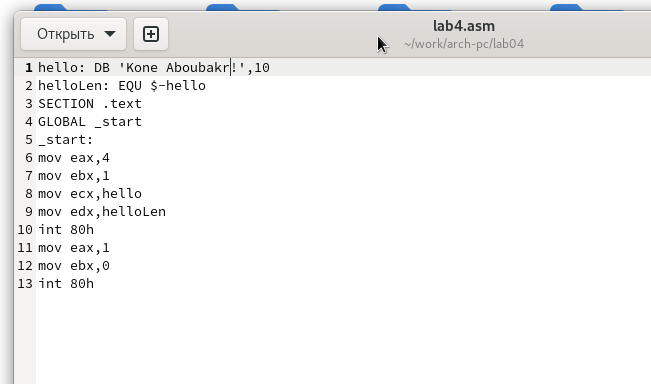 Открыть
lab4.asm
~/work/arch-pc/lab04
1 hello: DB 'Kone Aboubakr!',10
2 helloLen: EQU $-hello
3 SECTION .text
4 GLOBAL _start
5 _start:
6 mov eax,4
7 mov ebx,1
8 mov ecx,hello
9 mov edx,helloLen
10 int 80h
11 mov eax,1
12 mov ebx,0
13 int 80h